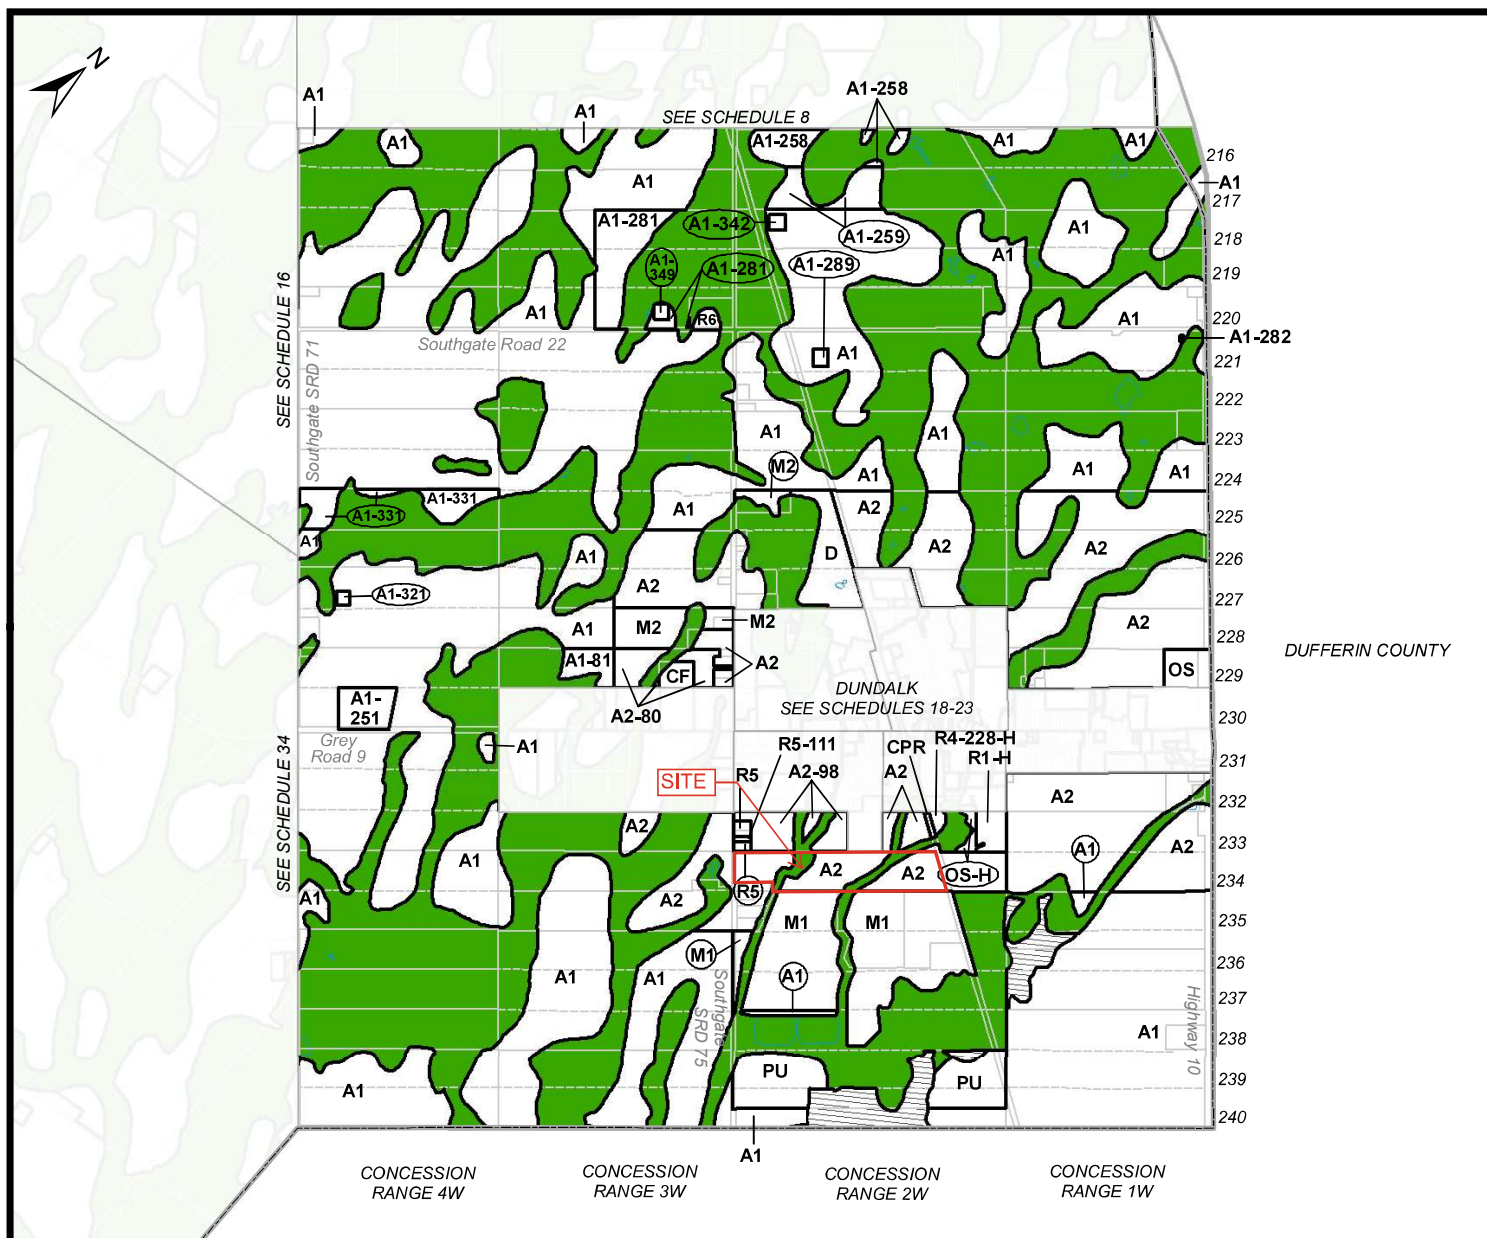 N
A1
A1
A1-258
SEE SCHEDULE 8
A1
A1-258
A1
A1
216
A1
A1
217
A1-281
A1-342
A1-259
A1
218
A1
A1-349
A1-281
A1-289
219
SEE SCHEDULE 16
A1
R6
A1
220
Southgate SRD 71
Southgate Road 22
A1
A1-282
221
222
A1
A1
223
M2
A1
A1
A1
224
A1-331
A1-331
A1
A2
225
A1
A1
D
A2
A2
226
A1-321
A2
227
A1
M2
M2
A2
228
A1-81
A2
CF
OS
229
DUFFERIN COUNTY
A1-
251
A2-80
DUNDALK
SEE SCHEDULES 18-23
230
Grey
Road 9
A1
R5-111
CPR
R4-228-H
R1-H
231
SITE
R5
A2-98
A2
A2
232
SEE SCHEDULE 34
A2
A1
A2
233
A1
A2
A2
OS-H
234
A1
A2
R5
M1
M1
235
M1
A1
A1
A1
236
Southgate
SRD 75
Highway 10
237
A1
238
A1
PU
PU
239
240
A1
CONCESSION
RANGE 4W
CONCESSION
RANGE 3W
CONCESSION
RANGE 2W
CONCESSION
RANGE 1W